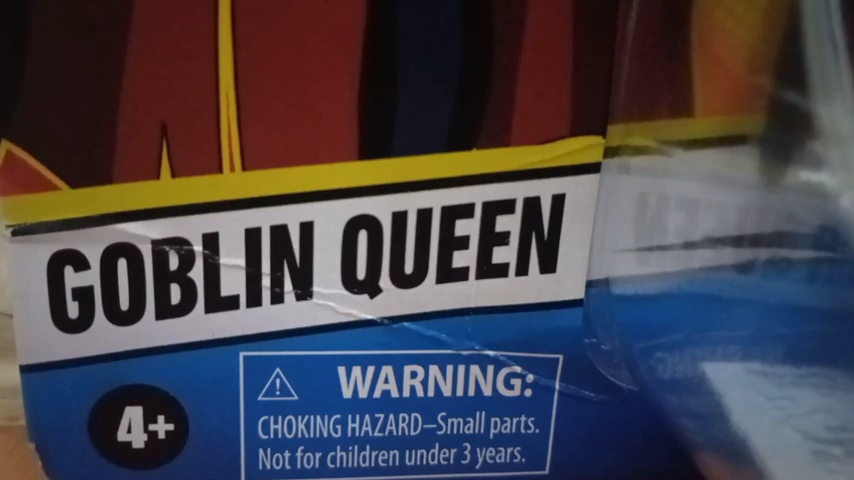 GOBLIN QUEEN
4+
WARNING:
CHOKING HAZARD–Small parts.
Not for children under 3 years.